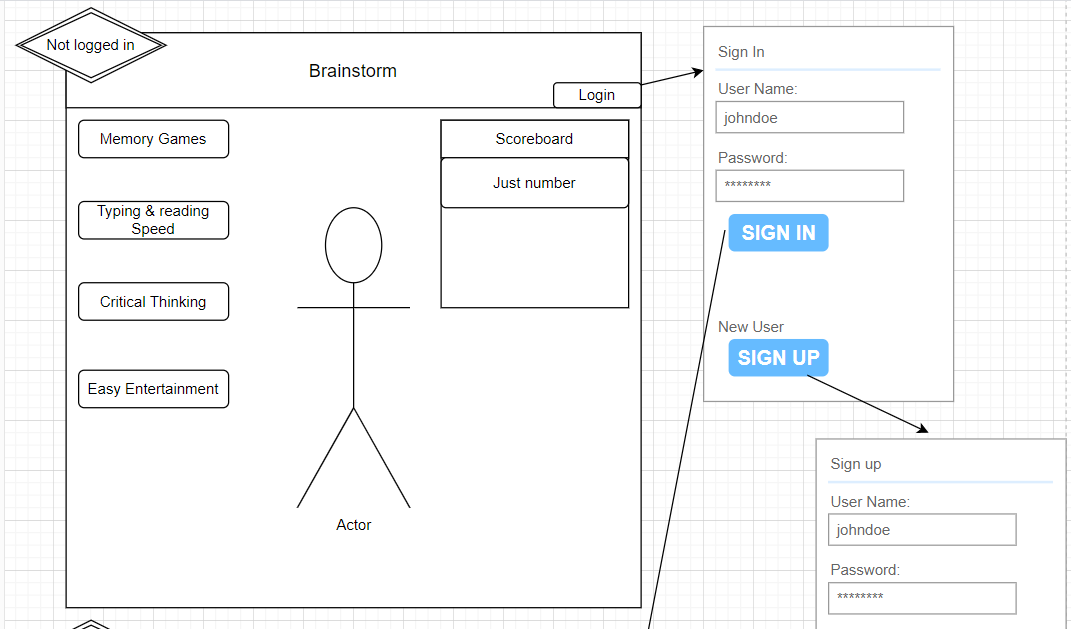 Not logged in
Brainstorm
Login
Memory Games
Typing & reading
Speed
Critical Thinking
Easy Entertainment
Scoreboard
Just number
Actor
Sign In
User Name:
johndoe
Password:
********
SIGN IN
New User
SIGN UP
Sign up
User Name:
johndoe
Password:
********